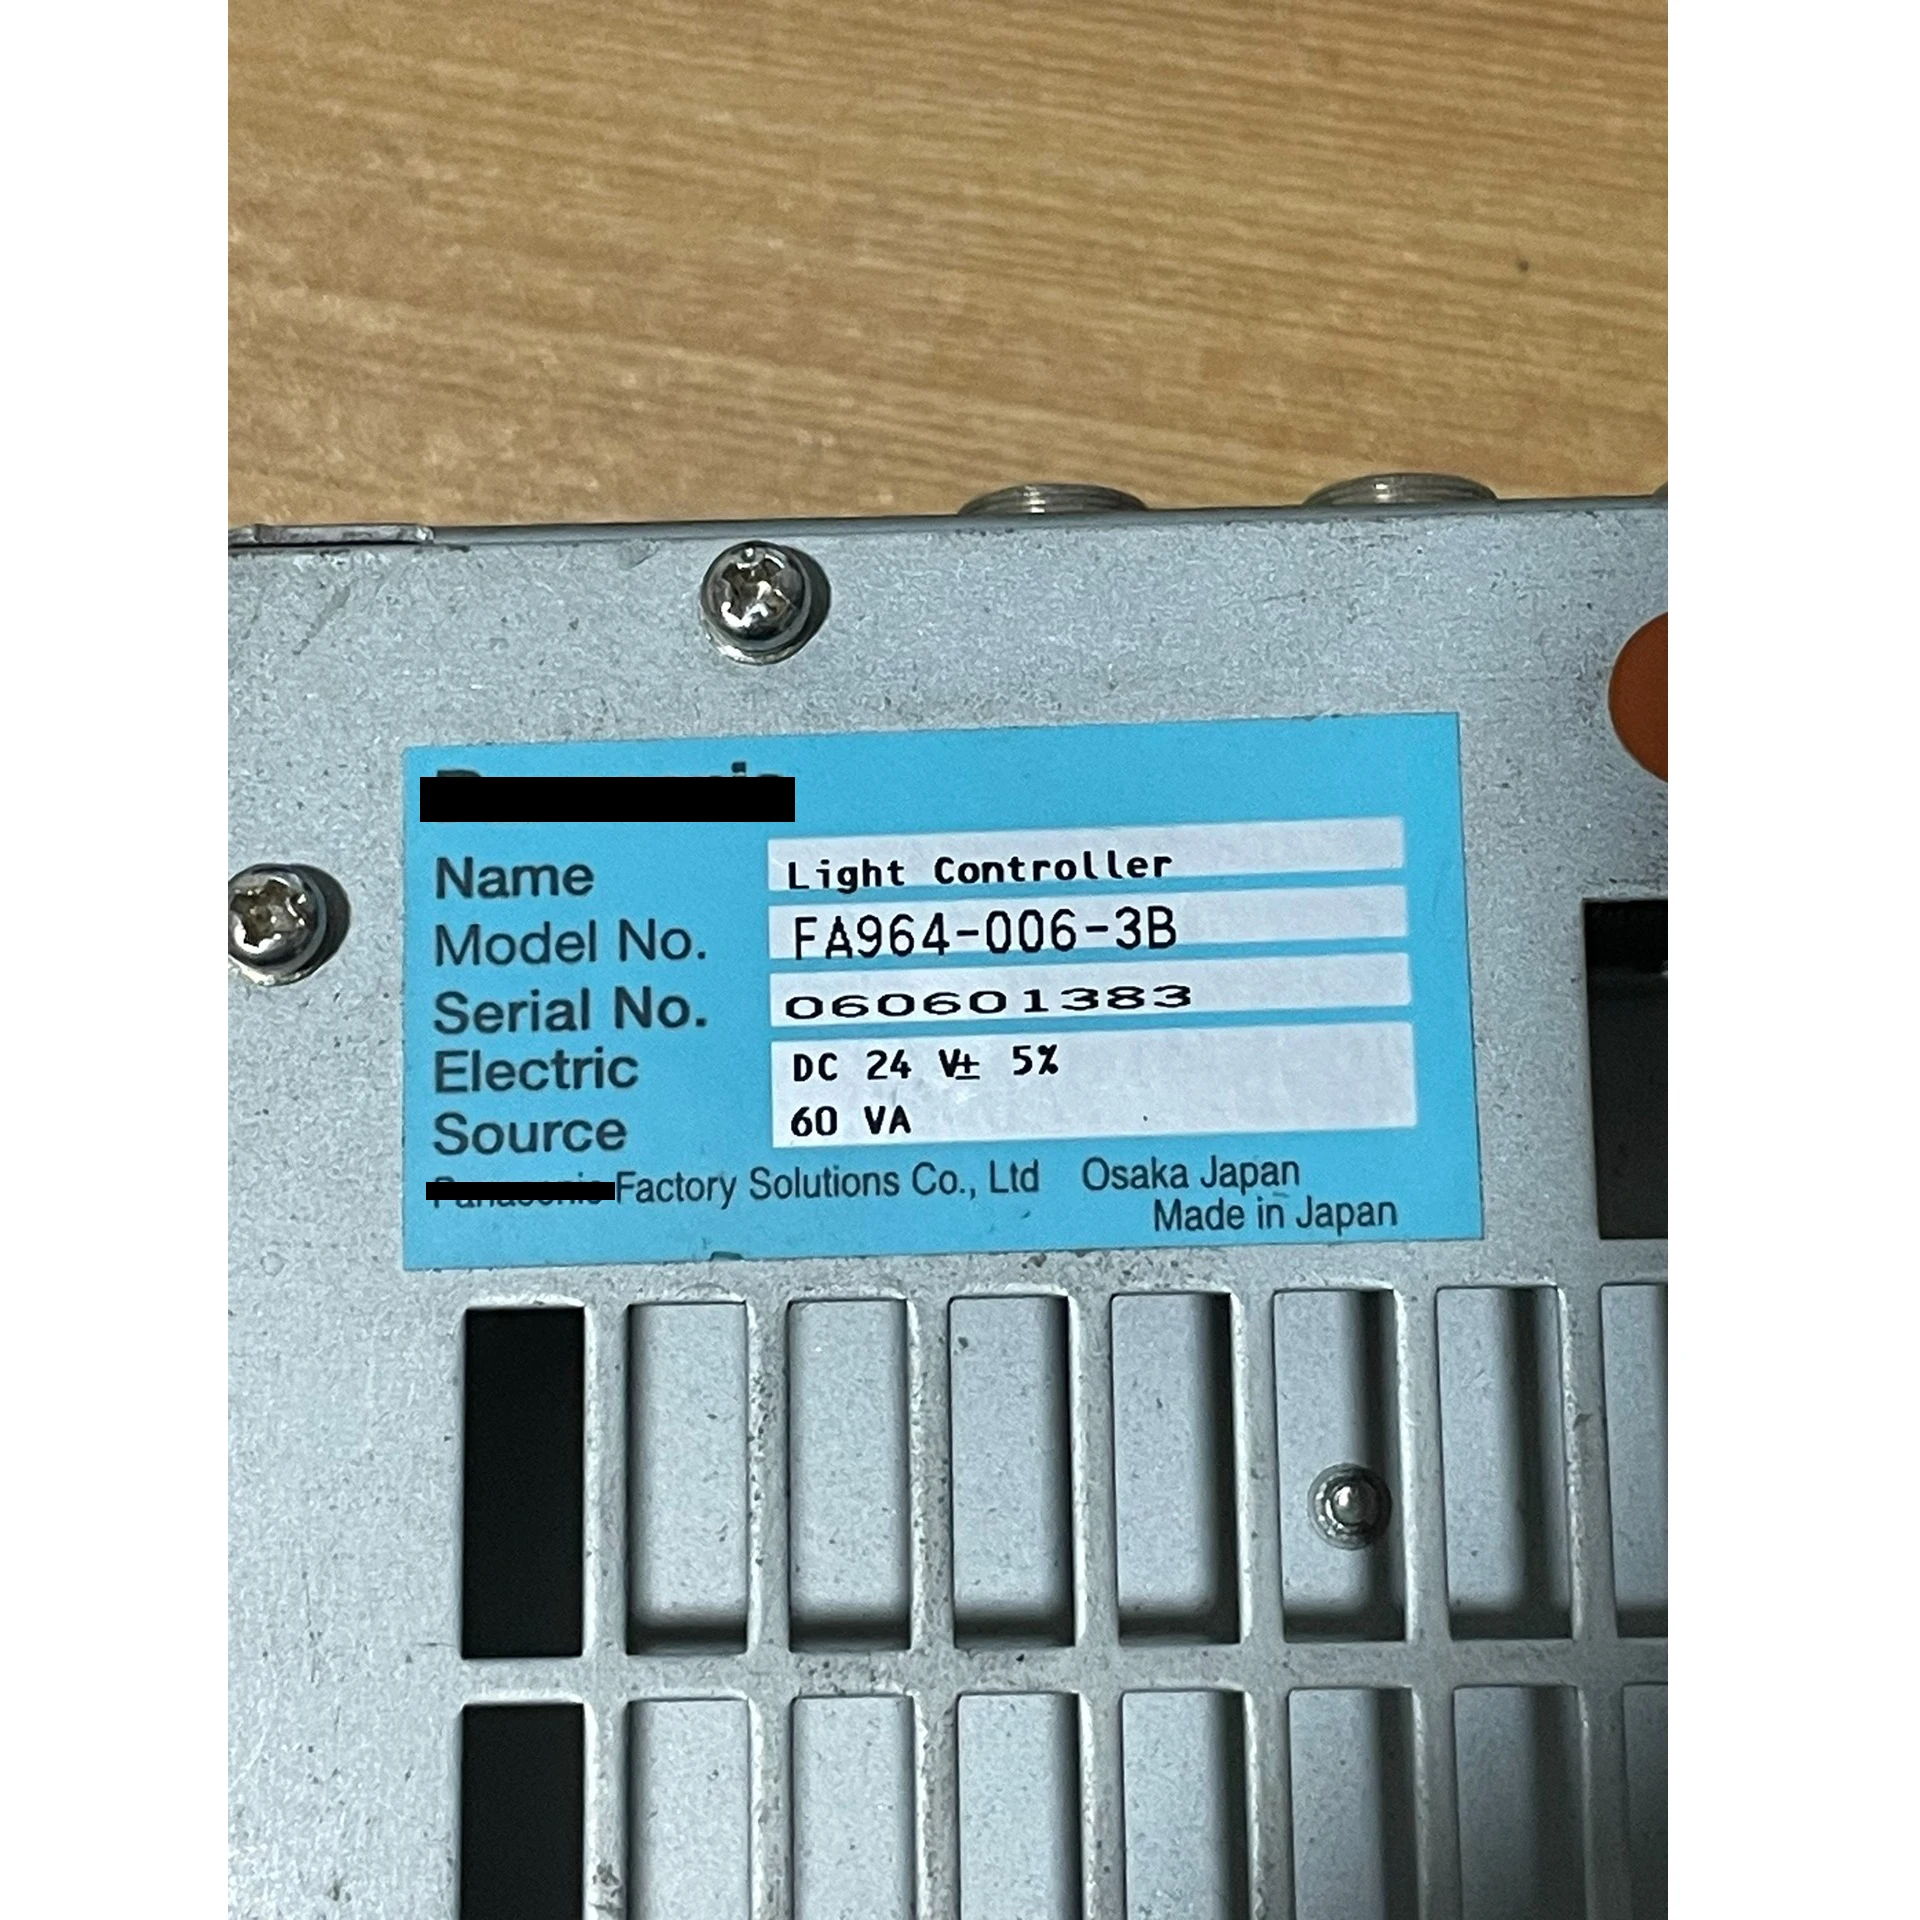 Name Light Controller
Model No. FA964-006-3B
Serial No. 060601383
Electric DC 24 V± 5%
Source 60 VA
Panasonic Factory Solutions Co., Ltd Osaka Japan
Made in Japan